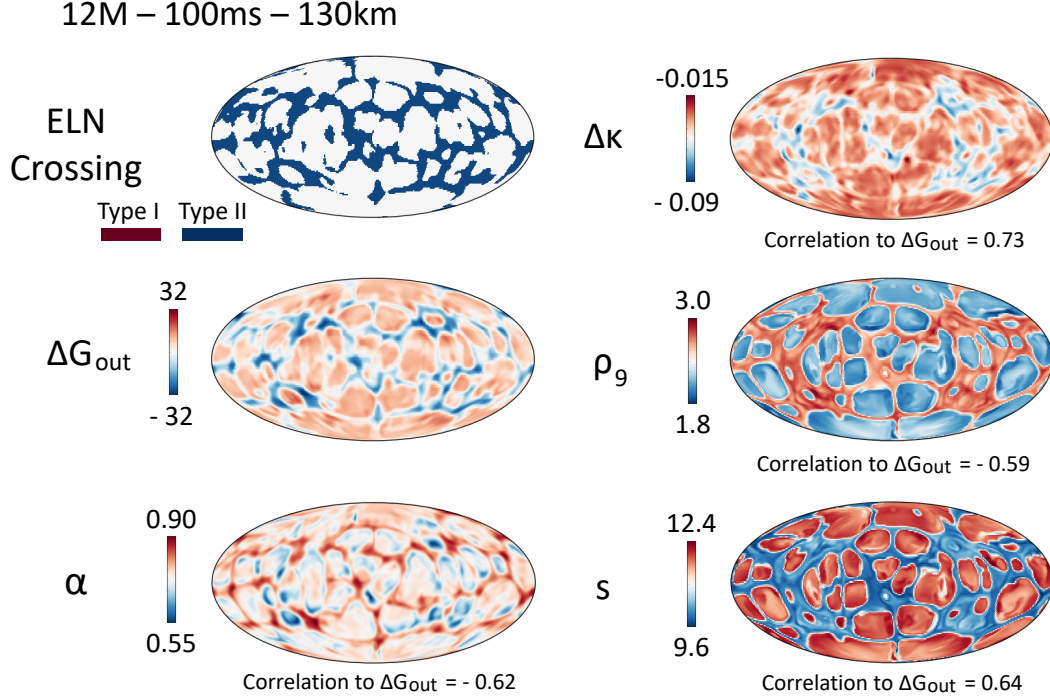 12M – 100ms – 130km
ELN
Crossing
Type I
Type II
Δκ
-0.015
- 0.09
Correlation to ΔGout = 0.73
ΔGout
32
- 32
ρ9
3.0
1.8
Correlation to ΔGout = - 0.59
α
0.90
0.55
Correlation to ΔGout = - 0.62
s
12.4
9.6
Correlation to ΔGout = 0.64